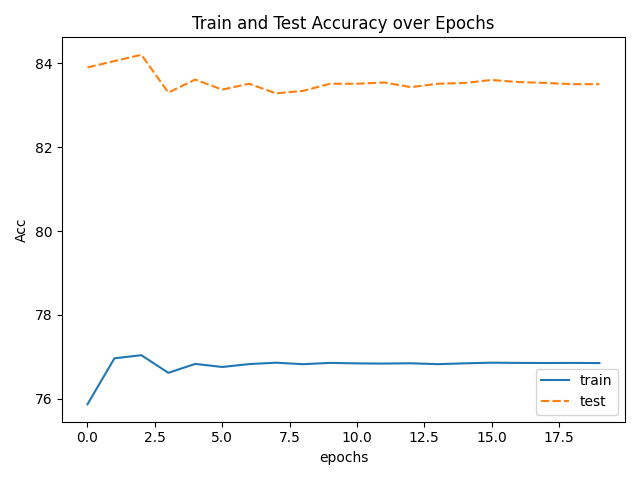 Train and Test Accuracy over Epochs
Acc
84
82
80
78
76
0.0 2.5 5.0 7.5 10.0 12.5 15.0 17.5
epochs
train
test